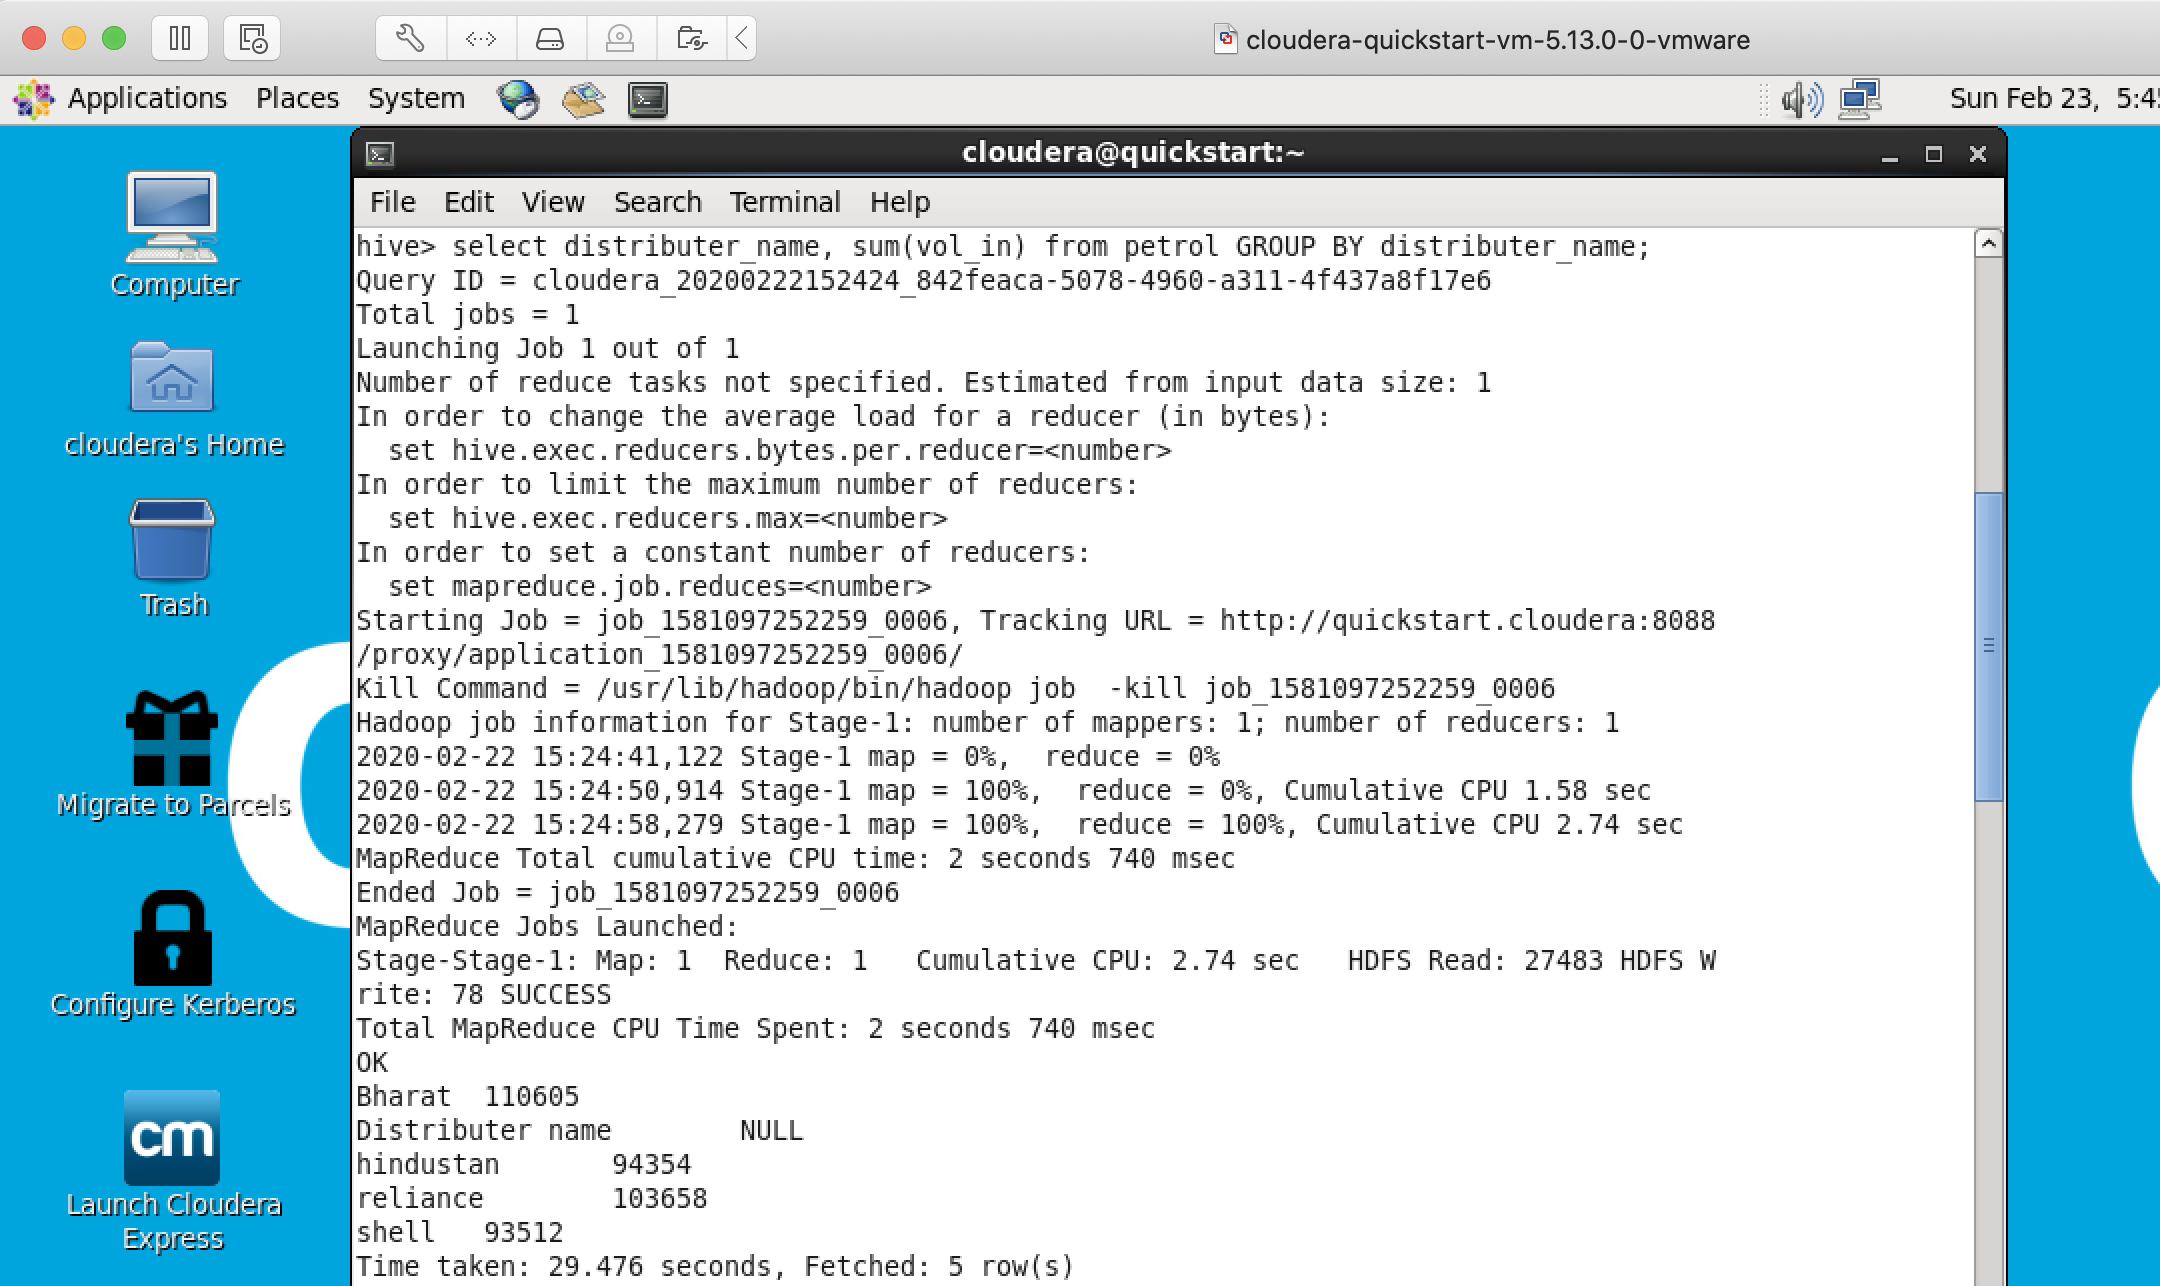 cloudera-quickstart-vm-5.13.0-0-vmware
Applications Places System
Sun Feb 23, 5:4
cloudera@quickstart:~
File Edit View Search Terminal Help
Computer
cloudera's Home
Trash
Migrate to Parcels
Configure Kerberos
cm
Launch Cloudera
Express
hive> select distributer_name, sum(vol_in) from petrol GROUP BY distributer_name;
Query ID = cloudera_20200222152424_842feaca-5078-4960-a311-4f437a8f17e6
Total jobs = 1
Launching Job 1 out of 1
Number of reduce tasks not specified. Estimated from input data size: 1
In order to change the average load for a reducer (in bytes):
  set hive.exec.reducers.bytes.per.reducer=<number>
In order to limit the maximum number of reducers:
  set hive.exec.reducers.max=<number>
In order to set a constant number of reducers:
  set mapreduce.job.reduces=<number>
Starting Job = job_1581097252259_0006, Tracking URL = http://quickstart.cloudera:8088
/proxy/application_1581097252259_0006/
Kill Command = /usr/lib/hadoop/bin/hadoop job  -kill job_1581097252259_0006
Hadoop job information for Stage-1: number of mappers: 1; number of reducers: 1
2020-02-22 15:24:41,122 Stage-1 map = 0%,  reduce = 0%
2020-02-22 15:24:50,914 Stage-1 map = 100%,  reduce = 0%, Cumulative CPU 1.58 sec
2020-02-22 15:24:58,279 Stage-1 map = 100%,  reduce = 100%, Cumulative CPU 2.74 sec
MapReduce Total cumulative CPU time: 2 seconds 740 msec
Ended Job = job_1581097252259_0006
MapReduce Jobs Launched:
Stage-Stage-1: Map: 1  Reduce: 1   Cumulative CPU: 2.74 sec   HDFS Read: 27483 HDFS W
rite: 78 SUCCESS
Total MapReduce CPU Time Spent: 2 seconds 740 msec
OK
Bharat	110605
Distributer name	NULL
hindustan	94354
reliance	103658
shell	93512
Time taken: 29.476 seconds, Fetched: 5 row(s)